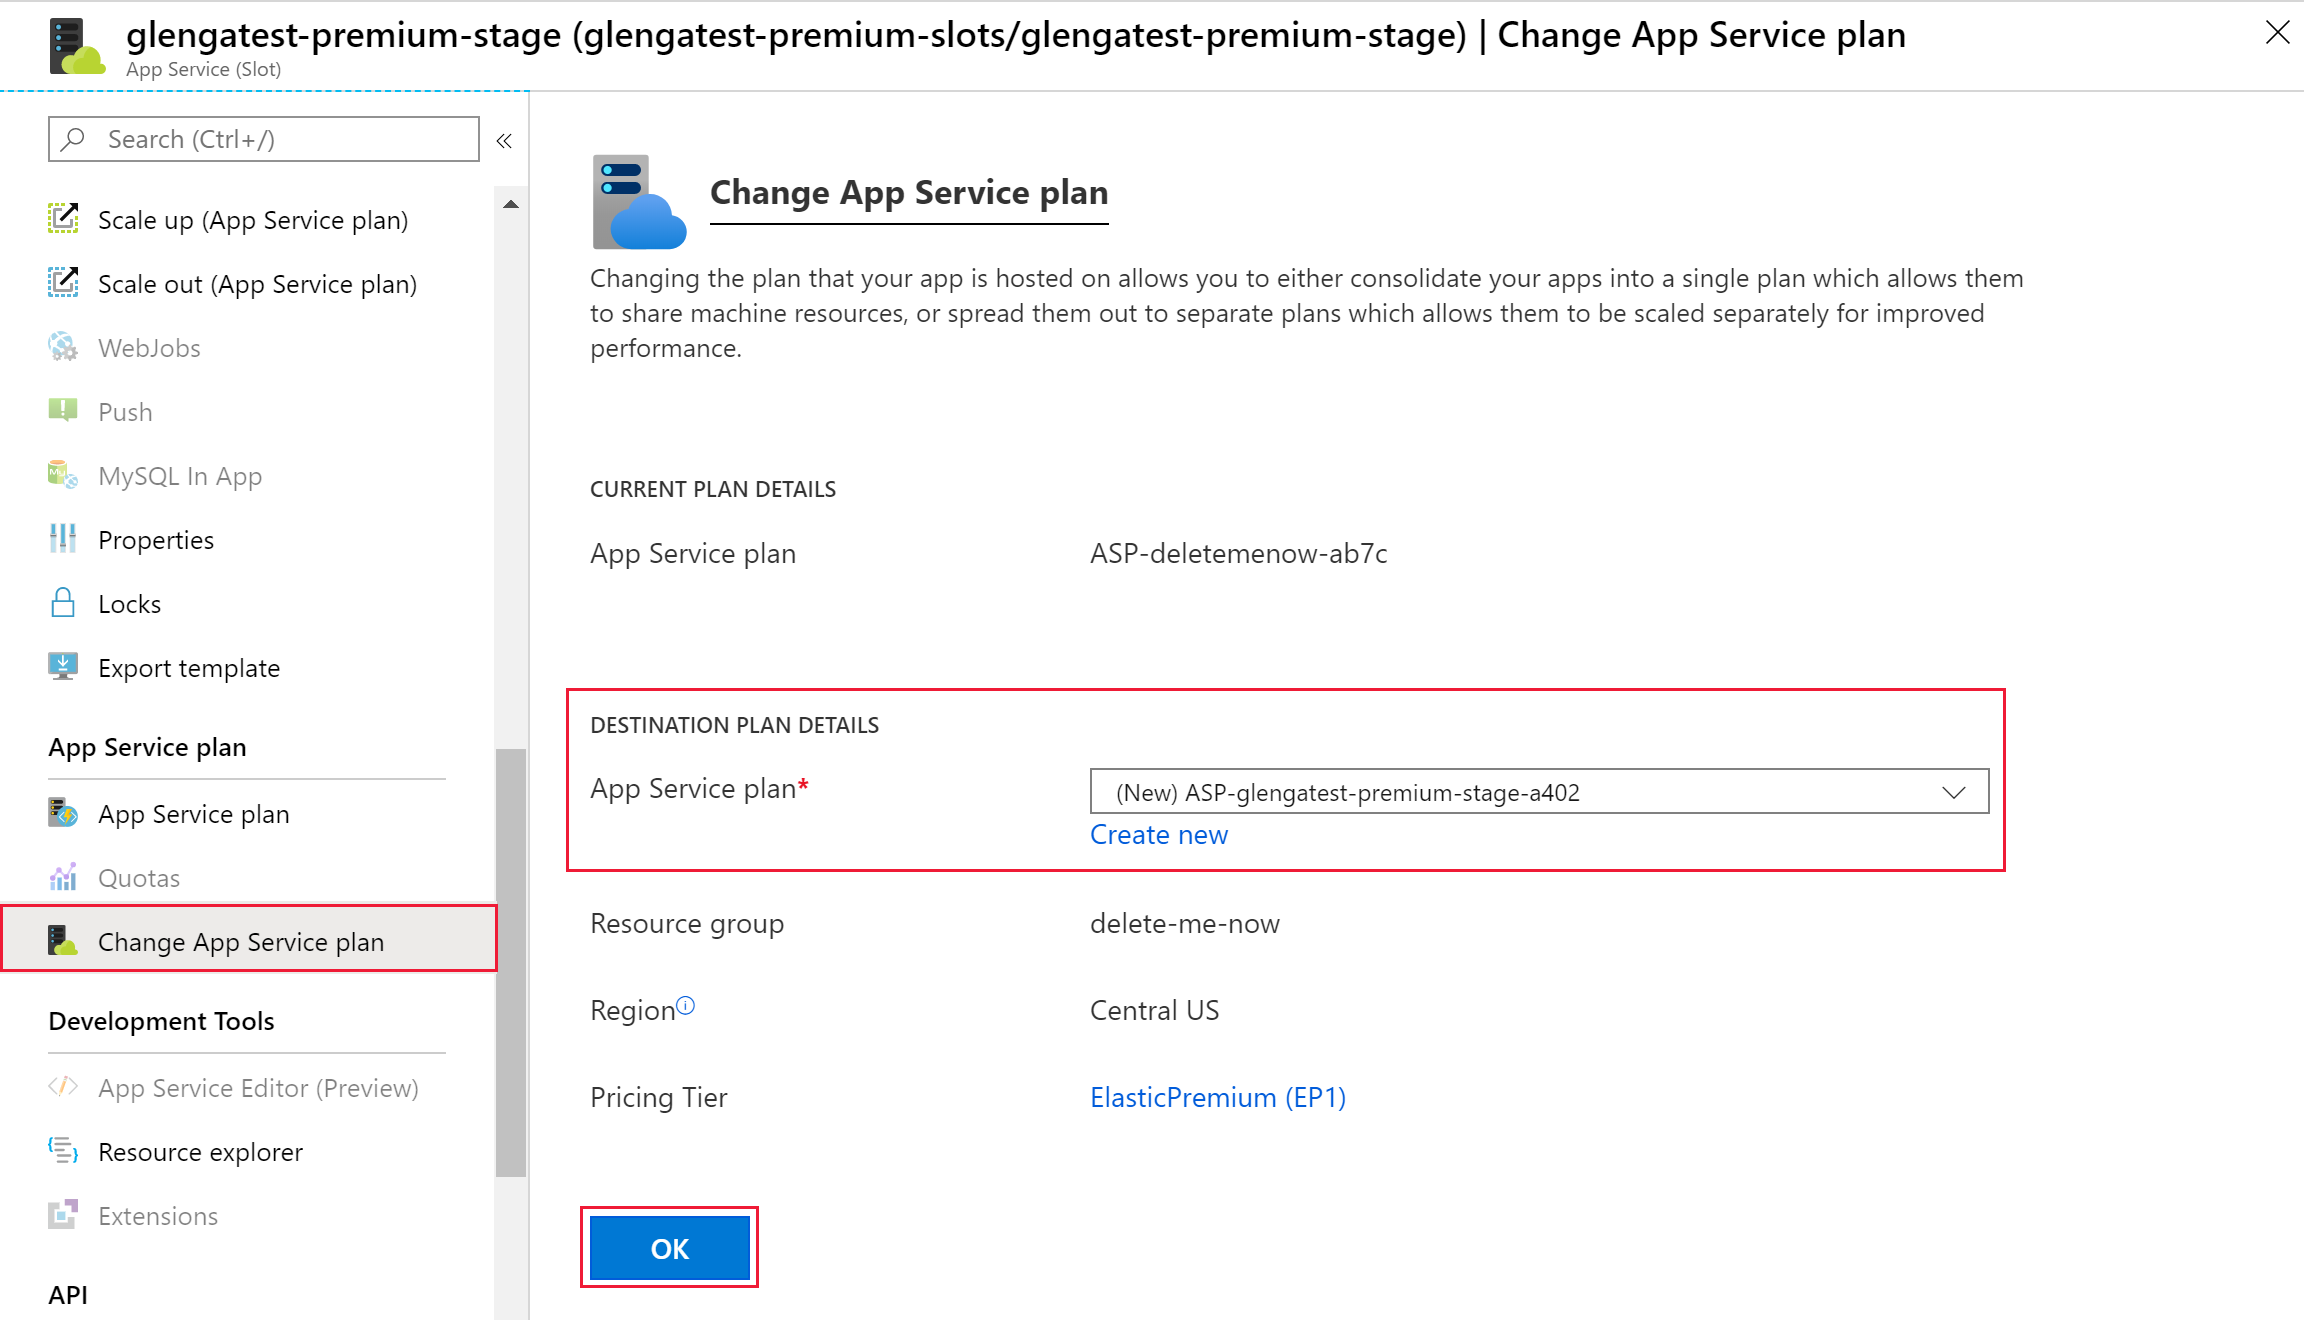 glengatest-premium-stage (glengatest-premium-slots/glengatest-premium-stage) | Change App Service plan
App Service (Slot)
Search (Ctrl+/)
Scale up (App Service plan)
Scale out (App Service plan)
WebJobs
Push
MySQL In App
Properties
Locks
Export template
App Service plan
App Service plan
Quotas
Change App Service plan
Development Tools
App Service Editor (Preview)
Resource explorer
Extensions
API
Change App Service plan
Changing the plan that your app is hosted on allows you to either consolidate your apps into a single plan which allows them
to share machine resources, or spread them out to separate plans which allows them to be scaled separately for improved
performance.
CURRENT PLAN DETAILS
App Service plan ASP-deletemenow-ab7c
DESTINATION PLAN DETAILS
App Service plan* (New) ASP-glengatest-premium-stage-a402
Create new
Resource group delete-me-now
Region Central US
Pricing Tier ElasticPremium (EP1)
OK